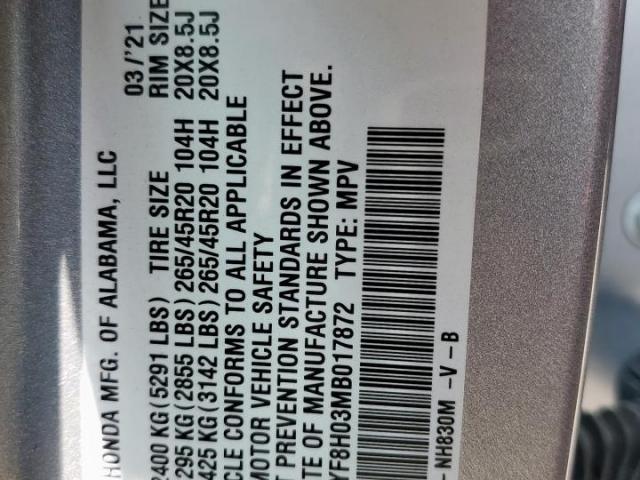 HONDA MFG. OF ALABAMA, LLC 03/'21
2400 KG (5291 LBS) TIRE SIZE RIM SIZE
295 KG (2855 LBS) 265/45R20 104H 20X8.5J
425 KG (3142 LBS) 265/45R20 104H 20X8.5J
CLE CONFORMS TO ALL APPLICABLE
MOTOR VEHICLE SAFETY
T PREVENTION STANDARDS IN EFFECT
TE OF MANUFACTURE SHOWN ABOVE.
YF8H03MB017872 TYPE: MPV
NH830M -V -B